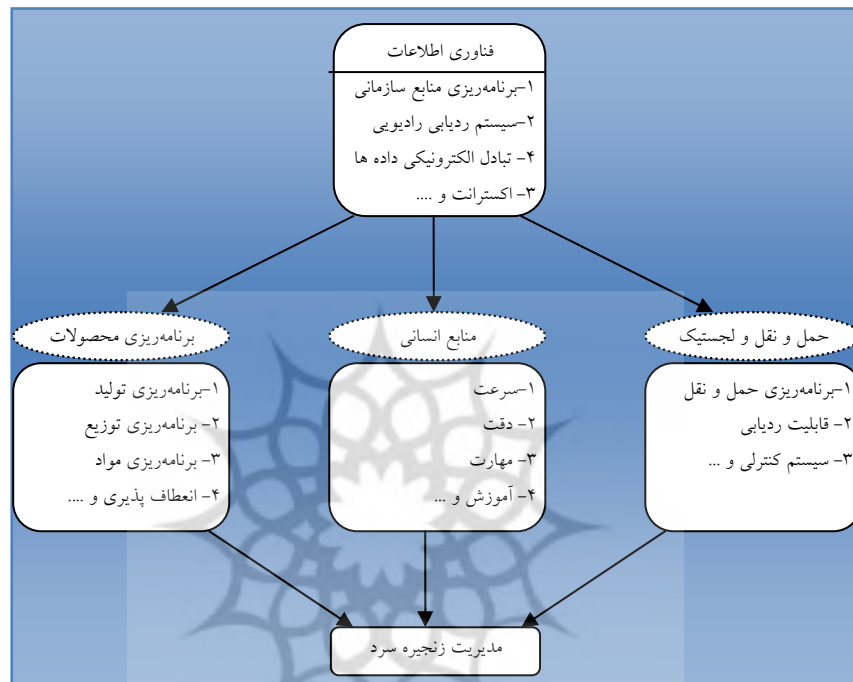 فناوری اطلاعات
۱-برنامه‌ریزی منابع سازمانی
۲-سیستم ردیابی رادیویی
۴- تبادل الکترونیکی داده ها
۳- اکسترانت و ....
حمل و نقل و لجستیک
منابع انسانی
برنامه‌ریزی محصولات
۱-برنامه‌ریزی حمل و نقل
۲- قابلیت ردیابی
۳- سیستم کنترلی و ...
۱-سرعت
۲- دقت
۳- مهارت
۴- آموزش و ...
۱-برنامه‌ریزی تولید
۲- برنامه‌ریزی توزیع
۳- برنامه‌ریزی مواد
۴- انعطاف پذیری و ....
مدیریت زنجیره سرد